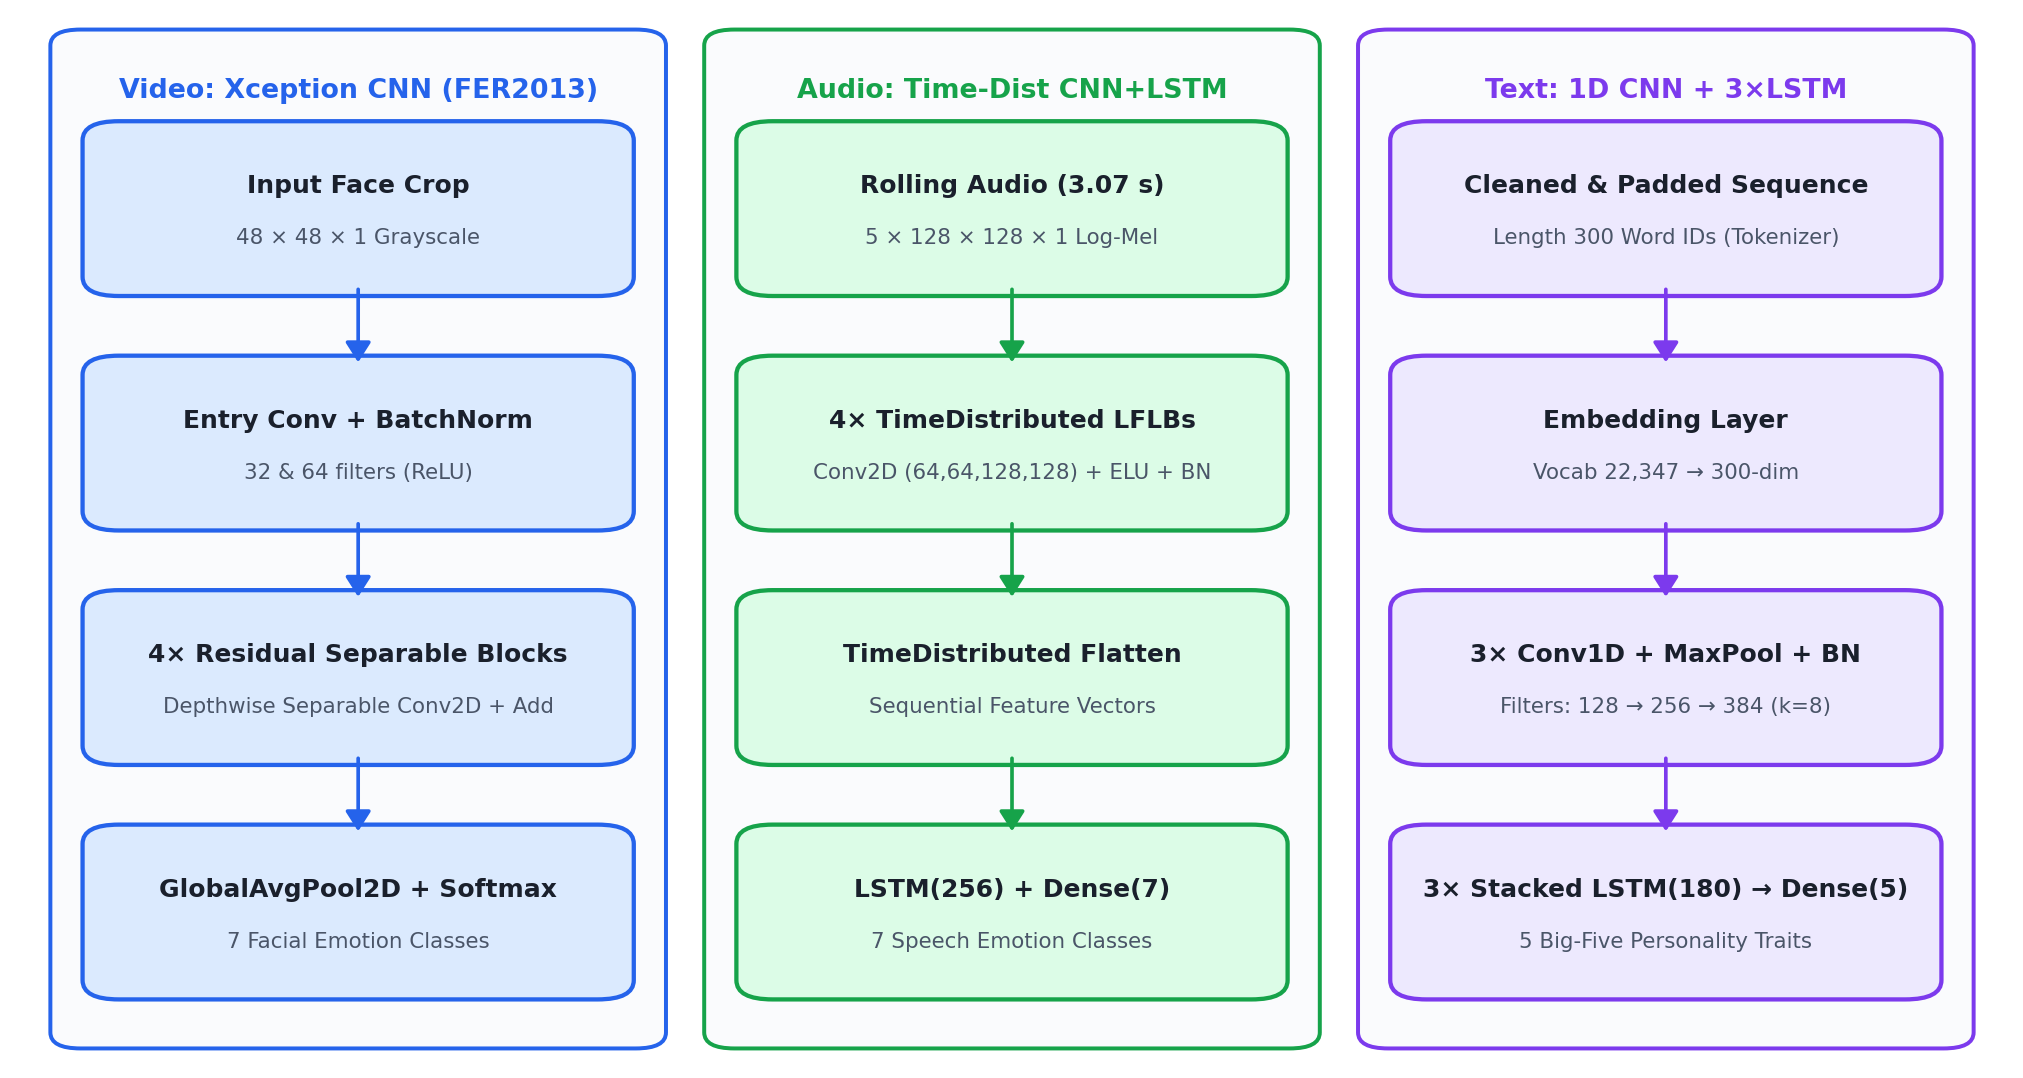 Video: Xception CNN (FER2013)
Input Face Crop
48 × 48 × 1 Grayscale
Entry Conv + BatchNorm
32 & 64 filters (ReLU)
4× Residual Separable Blocks
Depthwise Separable Conv2D + Add
GlobalAvgPool2D + Softmax
7 Facial Emotion Classes
Audio: Time-Dist CNN+LSTM
Rolling Audio (3.07 s)
5 × 128 × 128 × 1 Log-Mel
4× TimeDistributed LFLBs
Conv2D (64,64,128,128) + ELU + BN
TimeDistributed Flatten
Sequential Feature Vectors
LSTM(256) + Dense(7)
7 Speech Emotion Classes
Text: 1D CNN + 3×LSTM
Cleaned & Padded Sequence
Length 300 Word IDs (Tokenizer)
Embedding Layer
Vocab 22,347 → 300-dim
3× Conv1D + MaxPool + BN
Filters: 128 → 256 → 384 (k=8)
3× Stacked LSTM(180) → Dense(5)
5 Big-Five Personality Traits